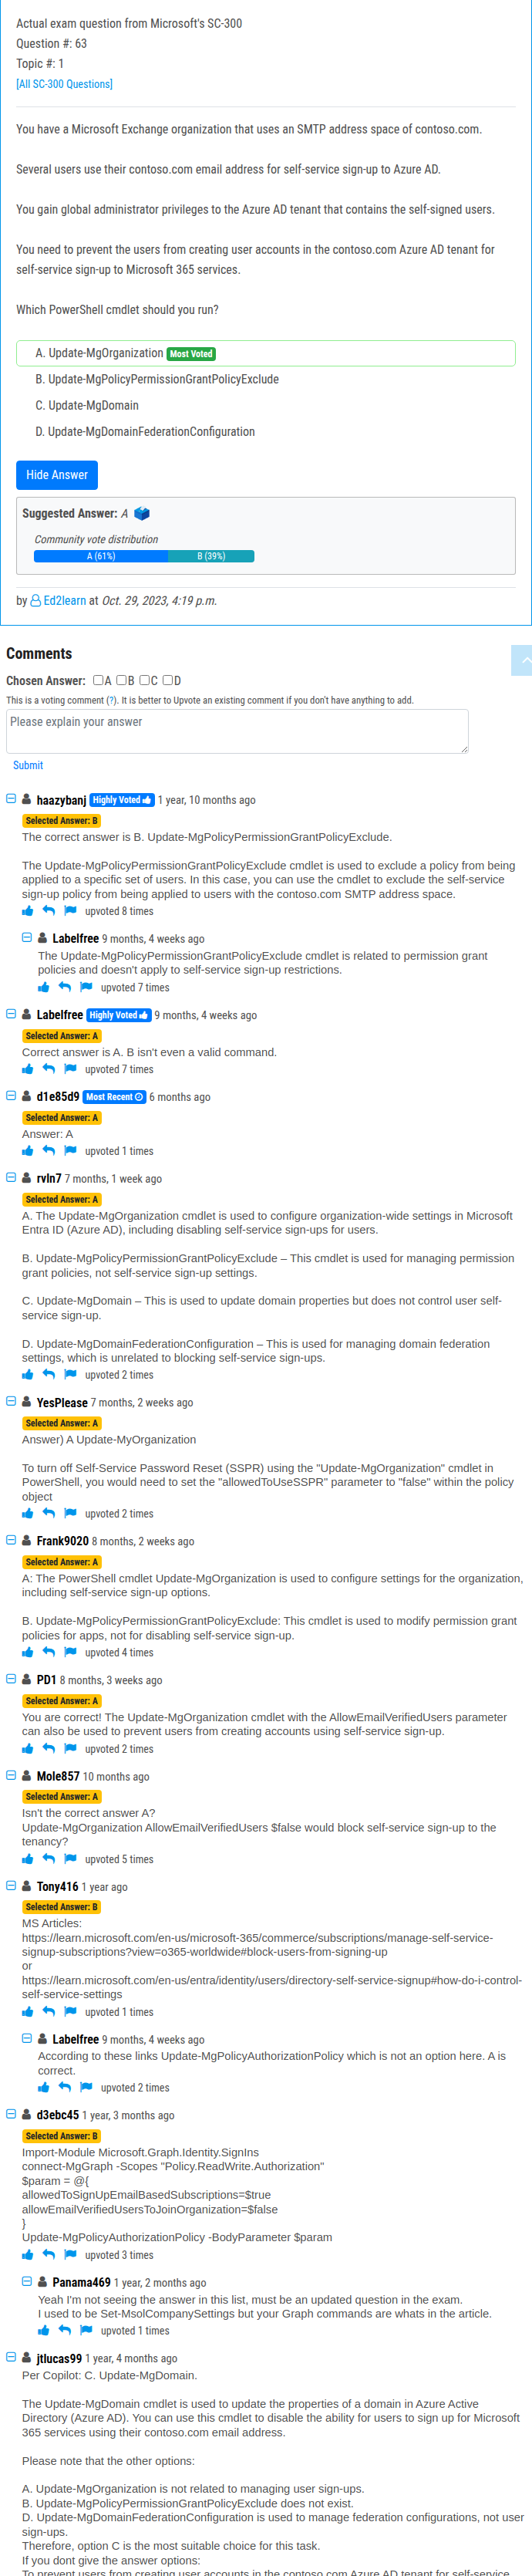 Actual exam question from Microsoft's SC-300
Question #: 63
Topic #: 1
[All SC-300 Questions]
You have a Microsoft Exchange organization that uses an SMTP address space of contoso.com.
Several users use their contoso.com email address for self-service sign-up to Azure AD.
You gain global administrator privileges to the Azure AD tenant that contains the self-signed users.
You need to prevent the users from creating user accounts in the contoso.com Azure AD tenant for
self-service sign-up to Microsoft 365 services.
Which PowerShell cmdlet should you run?
A. Update-MgOrganization Most Voted
B. Update-MgPolicyPermissionGrantPolicyExclude
C. Update-MgDomain
D. Update-MgDomainFederationConfiguration
Hide Answer
Suggested Answer: A
Community vote distribution
A (61%) B (39%)
by Ed2learn at Oct. 29, 2023, 4:19 p.m.
Comments
Chosen Answer: A B C D
This is a voting comment (?). It is better to Upvote an existing comment if you don't have anything to add.
Please explain your answer
Submit
haazybanj Highly Voted 1 year, 10 months ago
Selected Answer: B
The correct answer is B. Update-MgPolicyPermissionGrantPolicyExclude.
The Update-MgPolicyPermissionGrantPolicyExclude cmdlet is used to exclude a policy from being
applied to a specific set of users. In this case, you can use the cmdlet to exclude the self-service
sign-up policy from being applied to users with the contoso.com SMTP address space.
upvoted 8 times
Labelfree 9 months, 4 weeks ago
The Update-MgPolicyPermissionGrantPolicyExclude cmdlet is related to permission grant
policies and doesn't apply to self-service sign-up restrictions.
upvoted 7 times
Labelfree Highly Voted 9 months, 4 weeks ago
Selected Answer: A
Correct answer is A. B isn't even a valid command.
upvoted 7 times
d1e85d9 Most Recent 6 months ago
Selected Answer: A
Answer: A
upvoted 1 times
rvln7 7 months, 1 week ago
Selected Answer: A
A. The Update-MgOrganization cmdlet is used to configure organization-wide settings in Microsoft
Entra ID (Azure AD), including disabling self-service sign-ups for users.
B. Update-MgPolicyPermissionGrantPolicyExclude – This cmdlet is used for managing permission
grant policies, not self-service sign-up settings.
C. Update-MgDomain – This is used to update domain properties but does not control user self-
service sign-up.
D. Update-MgDomainFederationConfiguration – This is used for managing domain federation
settings, which is unrelated to blocking self-service sign-ups.
upvoted 2 times
YesPlease 7 months, 2 weeks ago
Selected Answer: A
Answer) A Update-MyOrganization
To turn off Self-Service Password Reset (SSPR) using the "Update-MgOrganization" cmdlet in
PowerShell, you would need to set the "allowedToUseSSPR" parameter to "false" within the policy
object
upvoted 2 times
Frank9020 8 months, 2 weeks ago
Selected Answer: A
A: The PowerShell cmdlet Update-MgOrganization is used to configure settings for the organization,
including self-service sign-up options.
B. Update-MgPolicyPermissionGrantPolicyExclude: This cmdlet is used to modify permission grant
policies for apps, not for disabling self-service sign-up.
upvoted 4 times
PD1 8 months, 3 weeks ago
Selected Answer: A
You are correct! The Update-MgOrganization cmdlet with the AllowEmailVerifiedUsers parameter
can also be used to prevent users from creating accounts using self-service sign-up.
upvoted 2 times
Mole857 10 months ago
Selected Answer: A
Isn't the correct answer A?
Update-MgOrganization AllowEmailVerifiedUsers $false would block self-service sign-up to the
tenancy?
upvoted 5 times
Tony416 1 year ago
Selected Answer: B
MS Articles:
https://learn.microsoft.com/en-us/microsoft-365/commerce/subscriptions/manage-self-service-
signup-subscriptions?view=o365-worldwide#block-users-from-signing-up
or
https://learn.microsoft.com/en-us/entra/identity/users/directory-self-service-signup#how-do-i-control-
self-service-settings
upvoted 1 times
Labelfree 9 months, 4 weeks ago
According to these links Update-MgPolicyAuthorizationPolicy which is not an option here. A is
correct.
upvoted 2 times
d3ebc45 1 year, 3 months ago
Selected Answer: B
Import-Module Microsoft.Graph.Identity.SignIns
connect-MgGraph -Scopes "Policy.ReadWrite.Authorization"
$param = @{
allowedToSignUpEmailBasedSubscriptions=$true
allowEmailVerifiedUsersToJoinOrganization=$false
}
Update-MgPolicyAuthorizationPolicy -BodyParameter $param
upvoted 3 times
Panama469 1 year, 2 months ago
Yeah I'm not seeing the answer in this list, must be an updated question in the exam.
I used to be Set-MsolCompanySettings but your Graph commands are whats in the article.
upvoted 1 times
jtlucas99 1 year, 4 months ago
Per Copilot: C. Update-MgDomain.
The Update-MgDomain cmdlet is used to update the properties of a domain in Azure Active
Directory (Azure AD). You can use this cmdlet to disable the ability for users to sign up for Microsoft
365 services using their contoso.com email address.
Please note that the other options:
A. Update-MgOrganization is not related to managing user sign-ups.
B. Update-MgPolicyPermissionGrantPolicyExclude does not exist.
D. Update-MgDomainFederationConfiguration is used to manage federation configurations, not user
sign-ups.
Therefore, option C is the most suitable choice for this task.
If you dont give the answer options:
To prevent users from creating user accounts in the contoso.com Azure AD tenant for self-service